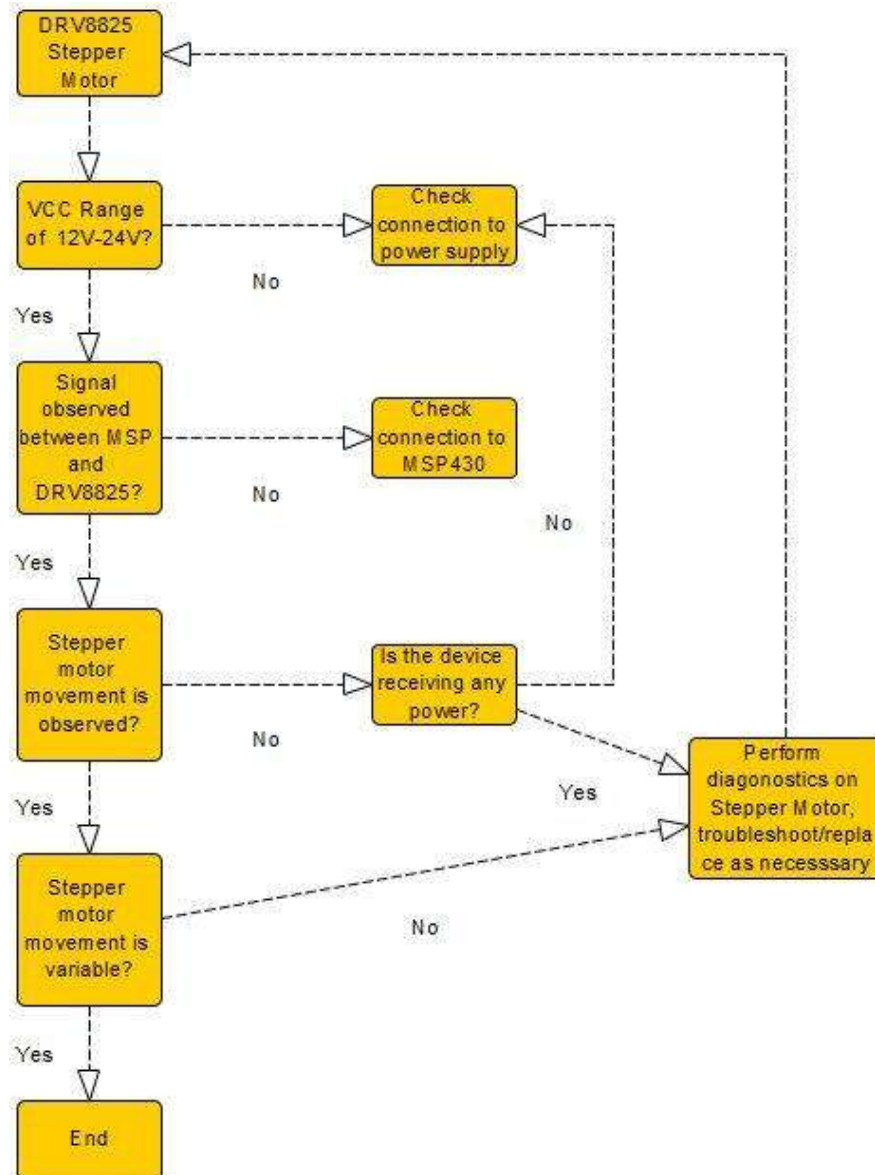 DRV8825
Stepper
Motor
VCC Range
of 12V-24V?
Check
connection to
power supply
No
Yes
Signal
observed
between MSP
and
DRV8825?
Check
connection to
MSP430
No
No
Yes
Stepper
motor
movement is
observed?
Is the device
receiving any
power?
No
Yes
Perform
diagonostics on
Stepper Motor,
troubleshoot/repla
ce as necesssary
Yes
Stepper
motor
movement is
variable?
No
Yes
End